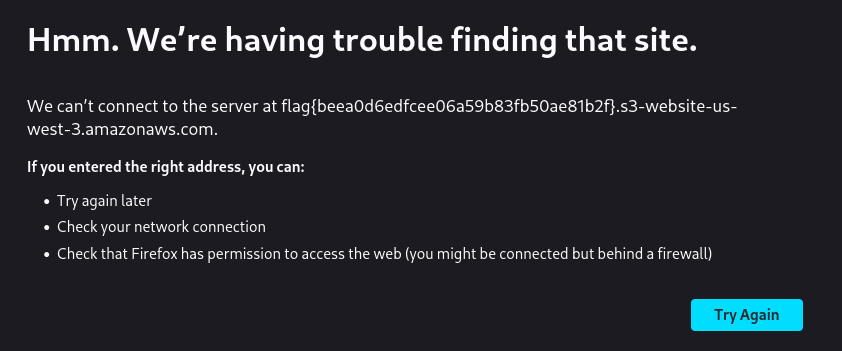 Hmm. We’re having trouble finding that site.
We can’t connect to the server at flag{beea0d6edfcee06a59b83fb50ae81b2f}.s3-website-us-
west-3.amazonaws.com.
If you entered the right address, you can:
• Try again later
• Check your network connection
• Check that Firefox has permission to access the web (you might be connected but behind a firewall)
Try Again